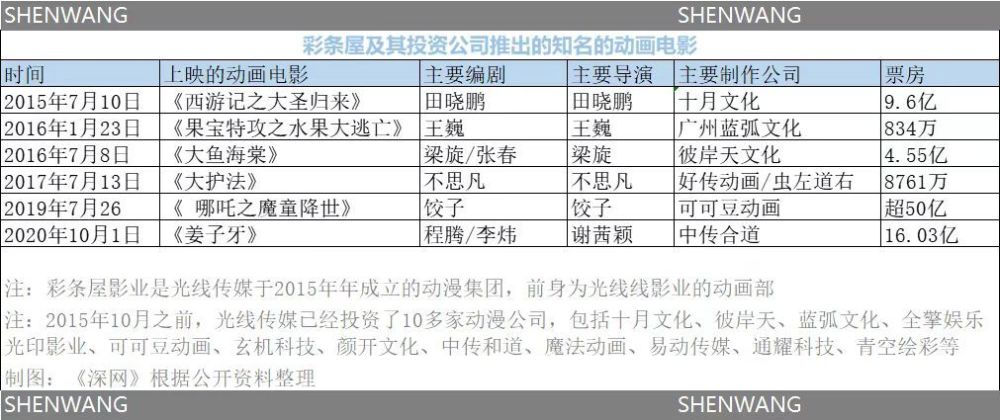 SHENWANG SHENWANG
彩条屋及其投资公司推出的知名的动画电影
时间 上映的动画电影 主要编剧 主要导演 主要制作公司 票房
2015年7月10日 《西游记之大圣归来》 田晓鹏 田晓鹏 十月文化 9.6亿
2016年1月23日 《果宝特攻之水果大逃亡》 王巍 王巍 广州蓝弧文化 834万
2016年7月8日 《大鱼海棠》 梁旋/张春 梁旋 彼岸天文化 4.55亿
2017年7月13日 《大护法》 不思凡 不思凡 好传动画/虫左道右 8761万
2019年7月26 《 哪吒之魔童降世》 饺子 饺子 可可豆动画 超50亿
2020年10月1日 《姜子牙》 程腾/李炜 谢茜颖 中传合道 16.03亿
注：彩条屋影业是光线传媒于2015年年成立的动漫集团，前身为光线线影业的动画部
注：2015年10月之前，光线传媒已经投资了10多家动漫公司，包括十月文化、彼岸天、蓝弧文化、全擎娱乐
光印影业、可可豆动画、玄机科技、颜开文化、中传和道、魔法动画、易动传媒、通耀科技、青空绘彩等
制图：《深网》根据公开资料整理
SHENWANG SHENWANG